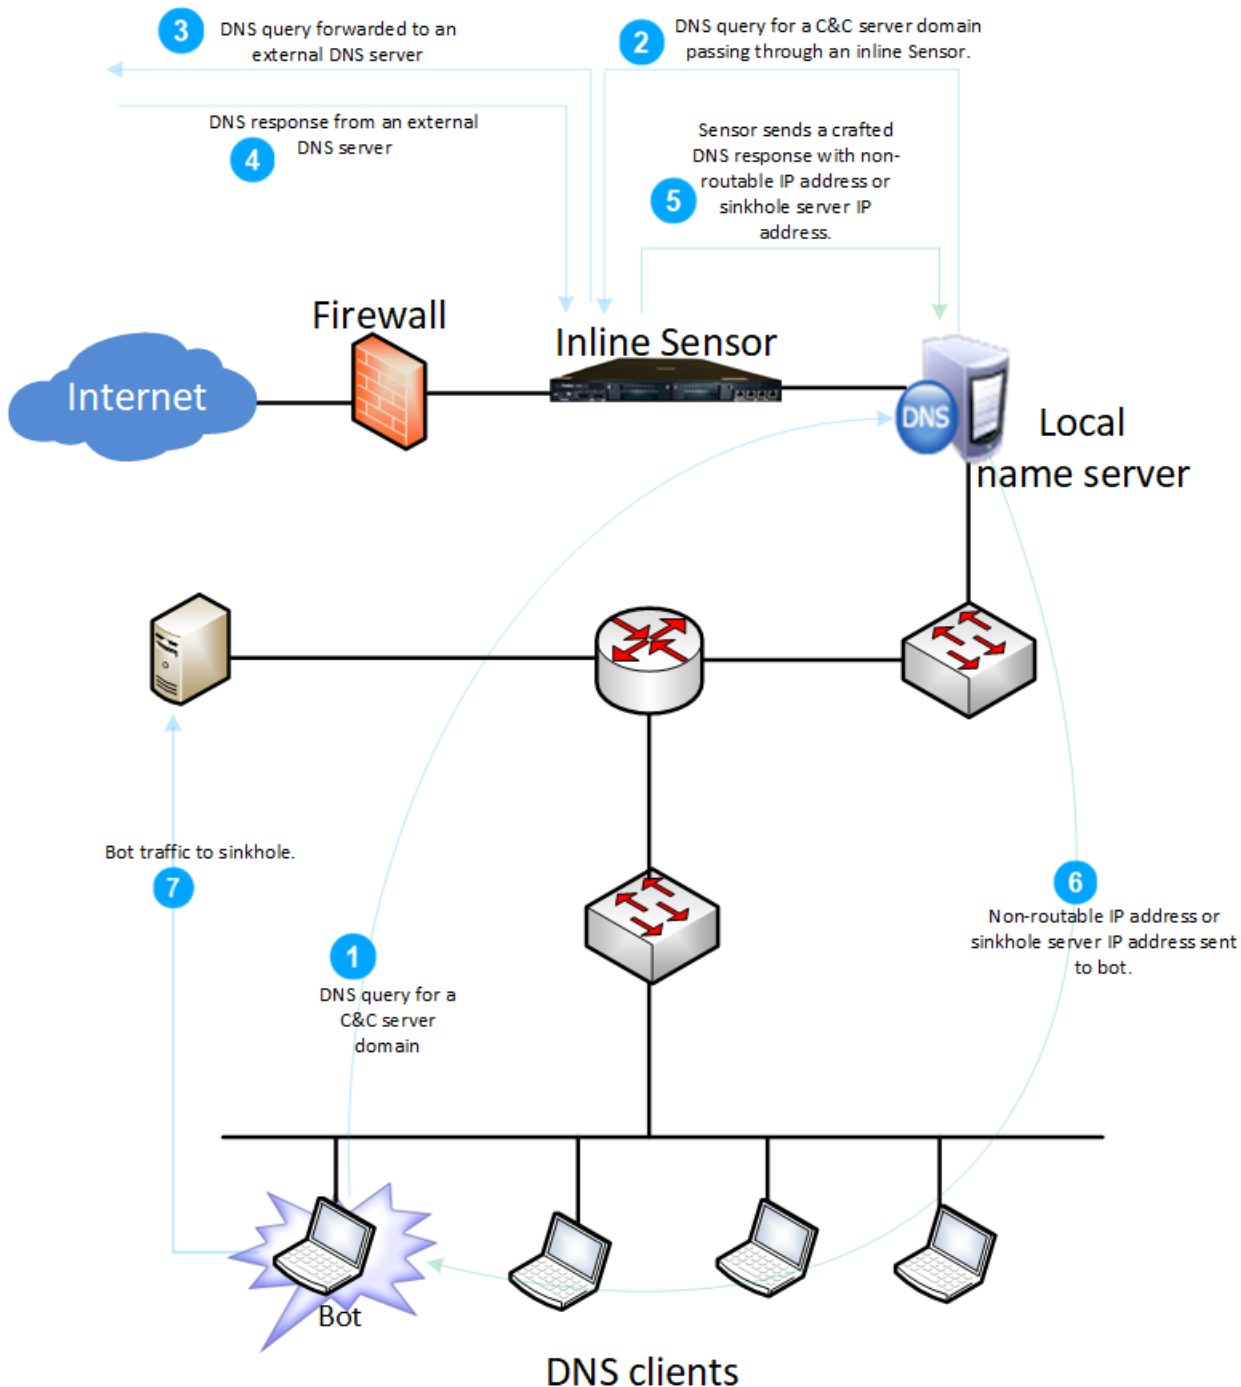 3
DNS query forwarded to an
external DNS server
2
DNS query for a C&C server domain
passing through an inline Sensor.
DNS response from an external
DNS server
4
Sensor sends a crafted
DNS response with non-
routable IP address or
sinkhole server IP
address.
5
Firewall
Inline Sensor
Internet
DNS
Local
name server
Bot traffic to sinkhole.
7
6
Non-routable IP address or
sinkhole server IP address sent
to bot.
1
DNS query for a
C&C server
domain
Bot
DNS clients